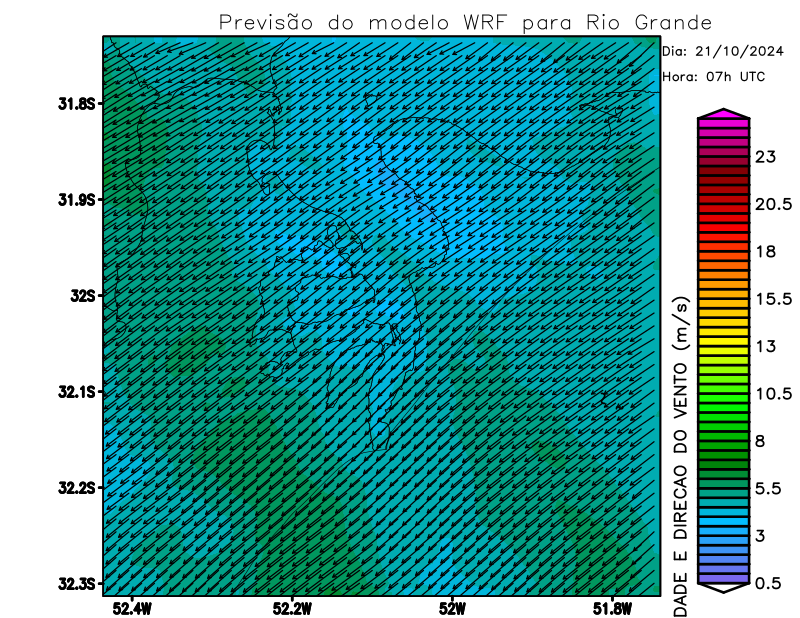 Previsão do modelo WRF para Rio Grande
Dia: 21/10/2024
Hora: 07h UTC
31.8S
31.9S
32S
32.1S
32.2S
32.3S
52.4W
52.2W
52W
51.8W
23
20.5
18
15.5
13
10.5
8
5.5
3
0.5
DADE E DIRECAO DO VENTO (m/s)